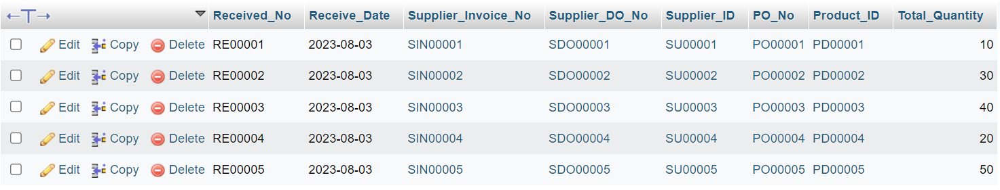 Received_No Receive_Date Supplier_Invoice_No Supplier_DO_No Supplier_ID PO_No Product_ID Total_Quantity
Edit Copy Delete RE00001 2023-08-03 SIN00001 SDO00001 SU00001 PO00001 PD00001 10
Edit Copy Delete RE00002 2023-08-03 SIN00002 SDO00002 SU00002 PO00002 PD00002 30
Edit Copy Delete RE00003 2023-08-03 SIN00003 SDO00003 SU00003 PO00003 PD00003 40
Edit Copy Delete RE00004 2023-08-03 SIN00004 SDO00004 SU00004 PO00004 PD00004 20
Edit Copy Delete RE00005 2023-08-03 SIN00005 SDO00005 SU00005 PO00005 PD00005 50